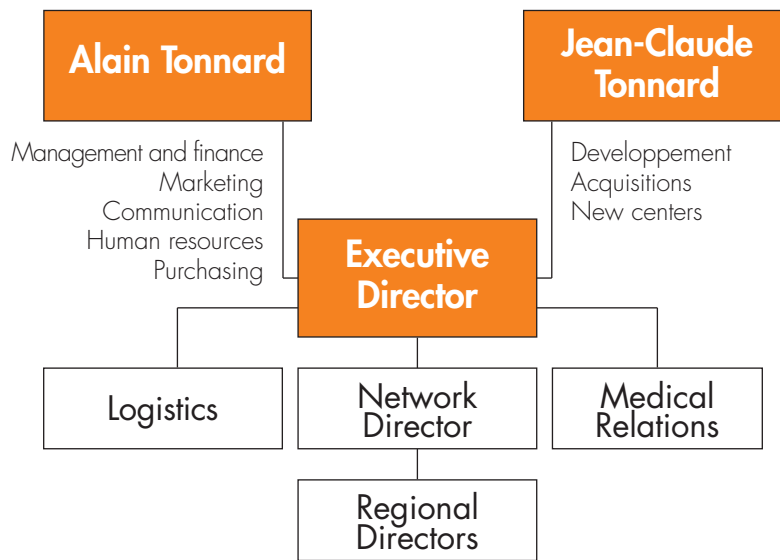 Alain Tonnard
Jean-Claude
Tonnard
Management and finance
Marketing
Communication
Human resources
Purchasing
Developpement
Acquisitions
New centers
Executive
Director
Logistics
Network
Director
Medical
Relations
Regional
Directors